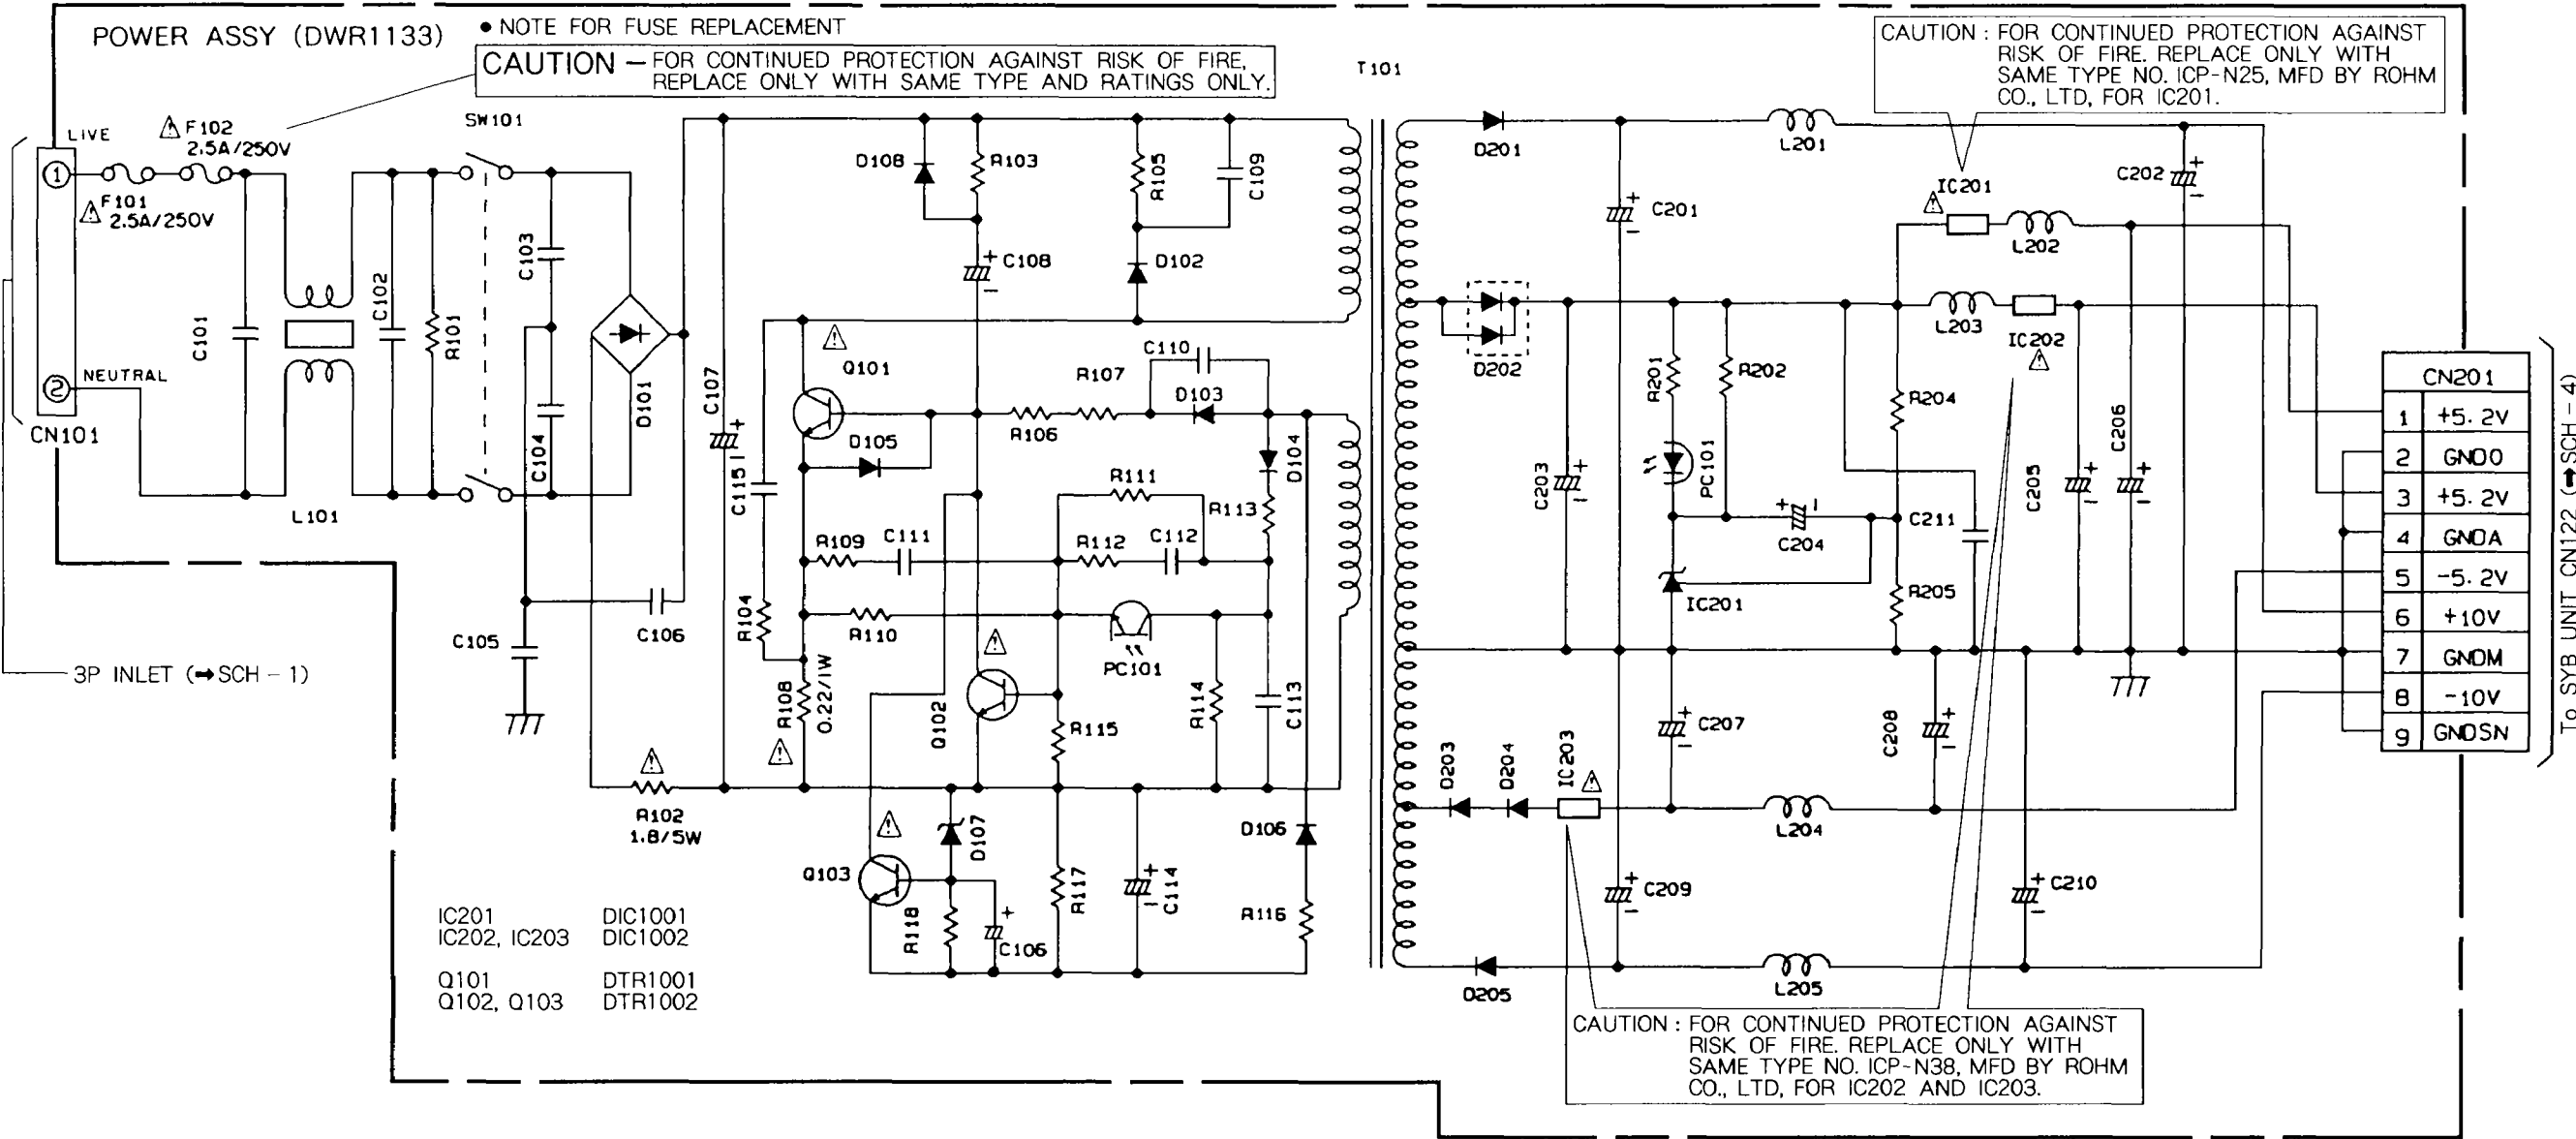 POWER ASSY (DWR1133)
● NOTE FOR FUSE REPLACEMENT
CAUTION – FOR CONTINUED PROTECTION AGAINST RISK OF FIRE,
REPLACE ONLY WITH SAME TYPE AND RATINGS ONLY.
T101
CAUTION : FOR CONTINUED PROTECTION AGAINST
RISK OF FIRE. REPLACE ONLY WITH
SAME TYPE NO. ICP-N25, MFD BY ROHM
CO., LTD, FOR IC201.
LIVE
F102
2.5A/250V
SW101
1
F101
2.5A/250V
2
NEUTRAL
CN101
C101
L101
C102
R101
C103
C104
D101
C105
C106
3P INLET (➡SCH-1)
D108
R103
R105
C109
C108
D102
Q101
C107
C115
D105
C110
R107
D103
R106
D104
R111
R113
R109
C111
R112
C112
R104
R110
PC101
R108
0.22/1W
Q102
R115
R114
C113
R102
1.8/5W
D107
D106
Q103
R118
C106
R117
C114
R116
IC201 DIC1001
IC202, IC203 DIC1002
Q101 DTR1001
Q102, Q103 DTR1002
D201
L201
C201
C202
IC201
L202
D202
L203
IC202
R201
R202
R204
PC101
C203
C204
C211
C205
C206
IC201
R205
C207
C208
D203
D204
IC203
L204
C209
C210
D205
L205
CN201
1 +5.2V
2 GND0
3 +5.2V
4 GNDA
5 -5.2V
6 +10V
7 GNDM
8 -10V
9 GNDSN
To SYB UNIT CN122 (➡SCH-4)
CAUTION : FOR CONTINUED PROTECTION AGAINST
RISK OF FIRE. REPLACE ONLY WITH
SAME TYPE NO. ICP-N38, MFD BY ROHM
CO., LTD, FOR IC202 AND IC203.